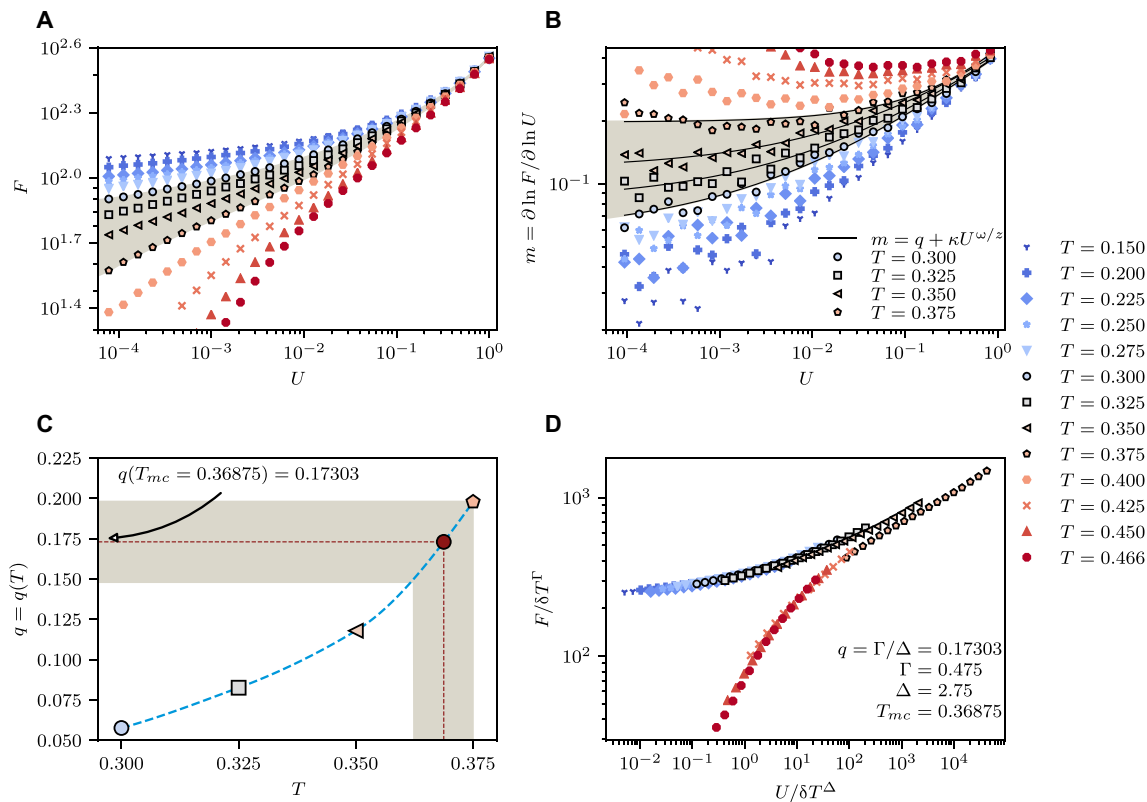 A
F
10^2.6
10^2.3
10^2.0
10^1.7
10^1.4
10^−4
10^−3
10^−2
10^−1
10^0
U
B
m = ∂ ln F/∂ ln U
10^−1
m = q + κU^ω/z
T = 0.300
T = 0.325
T = 0.350
T = 0.375
10^−4
10^−3
10^−2
10^−1
10^0
U
T = 0.150
T = 0.200
T = 0.225
T = 0.250
T = 0.275
T = 0.300
T = 0.325
T = 0.350
T = 0.375
T = 0.400
T = 0.425
T = 0.450
T = 0.466
C
q = q(T)
0.225
0.200
0.175
0.150
0.125
0.100
0.075
0.050
q(T_mc = 0.36875) = 0.17303
0.300
0.325
0.350
0.375
T
D
F/δT^Γ
10^3
10^2
q = Γ/Δ = 0.17303
Γ = 0.475
Δ = 2.75
T_mc = 0.36875
10^−2
10^−1
10^0
10^1
10^2
10^3
10^4
U/δT^Δ